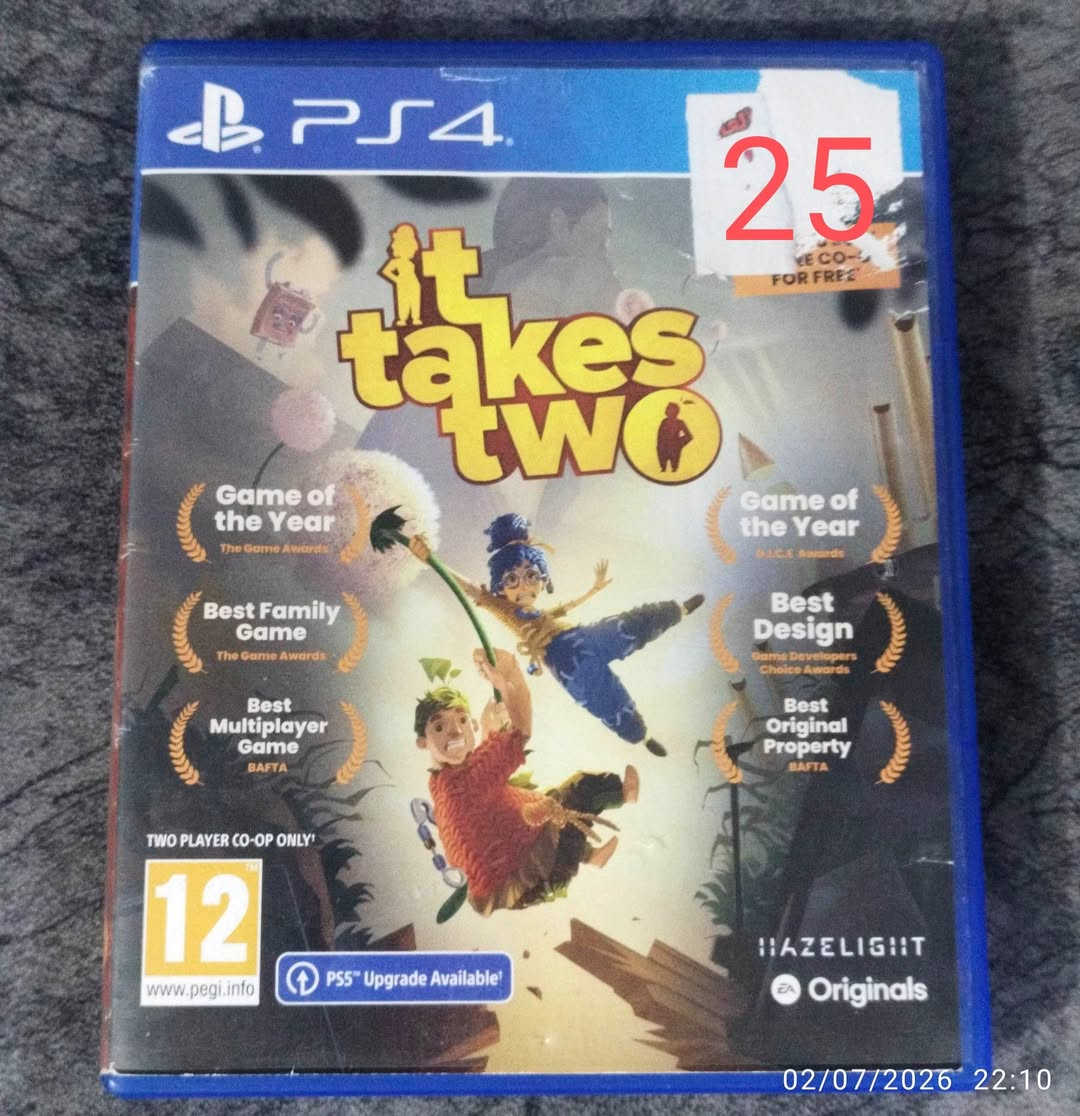 PS4
25
FOR FREE
it
takes
two
Game of
the Year
The Game Awards
Game of
the Year
D.I.C.E Awards
Best Family
Game
The Game Awards
Best
Design
Game Developers
Choice Awards
Best
Multiplayer
Game
BAFTA
Best
Original
Property
BAFTA
TWO PLAYER CO-OP ONLY†
12
www.pegi.info
PS5™ Upgrade Available†
HAZELIGHT
EA Originals
02/07/2026 22:10